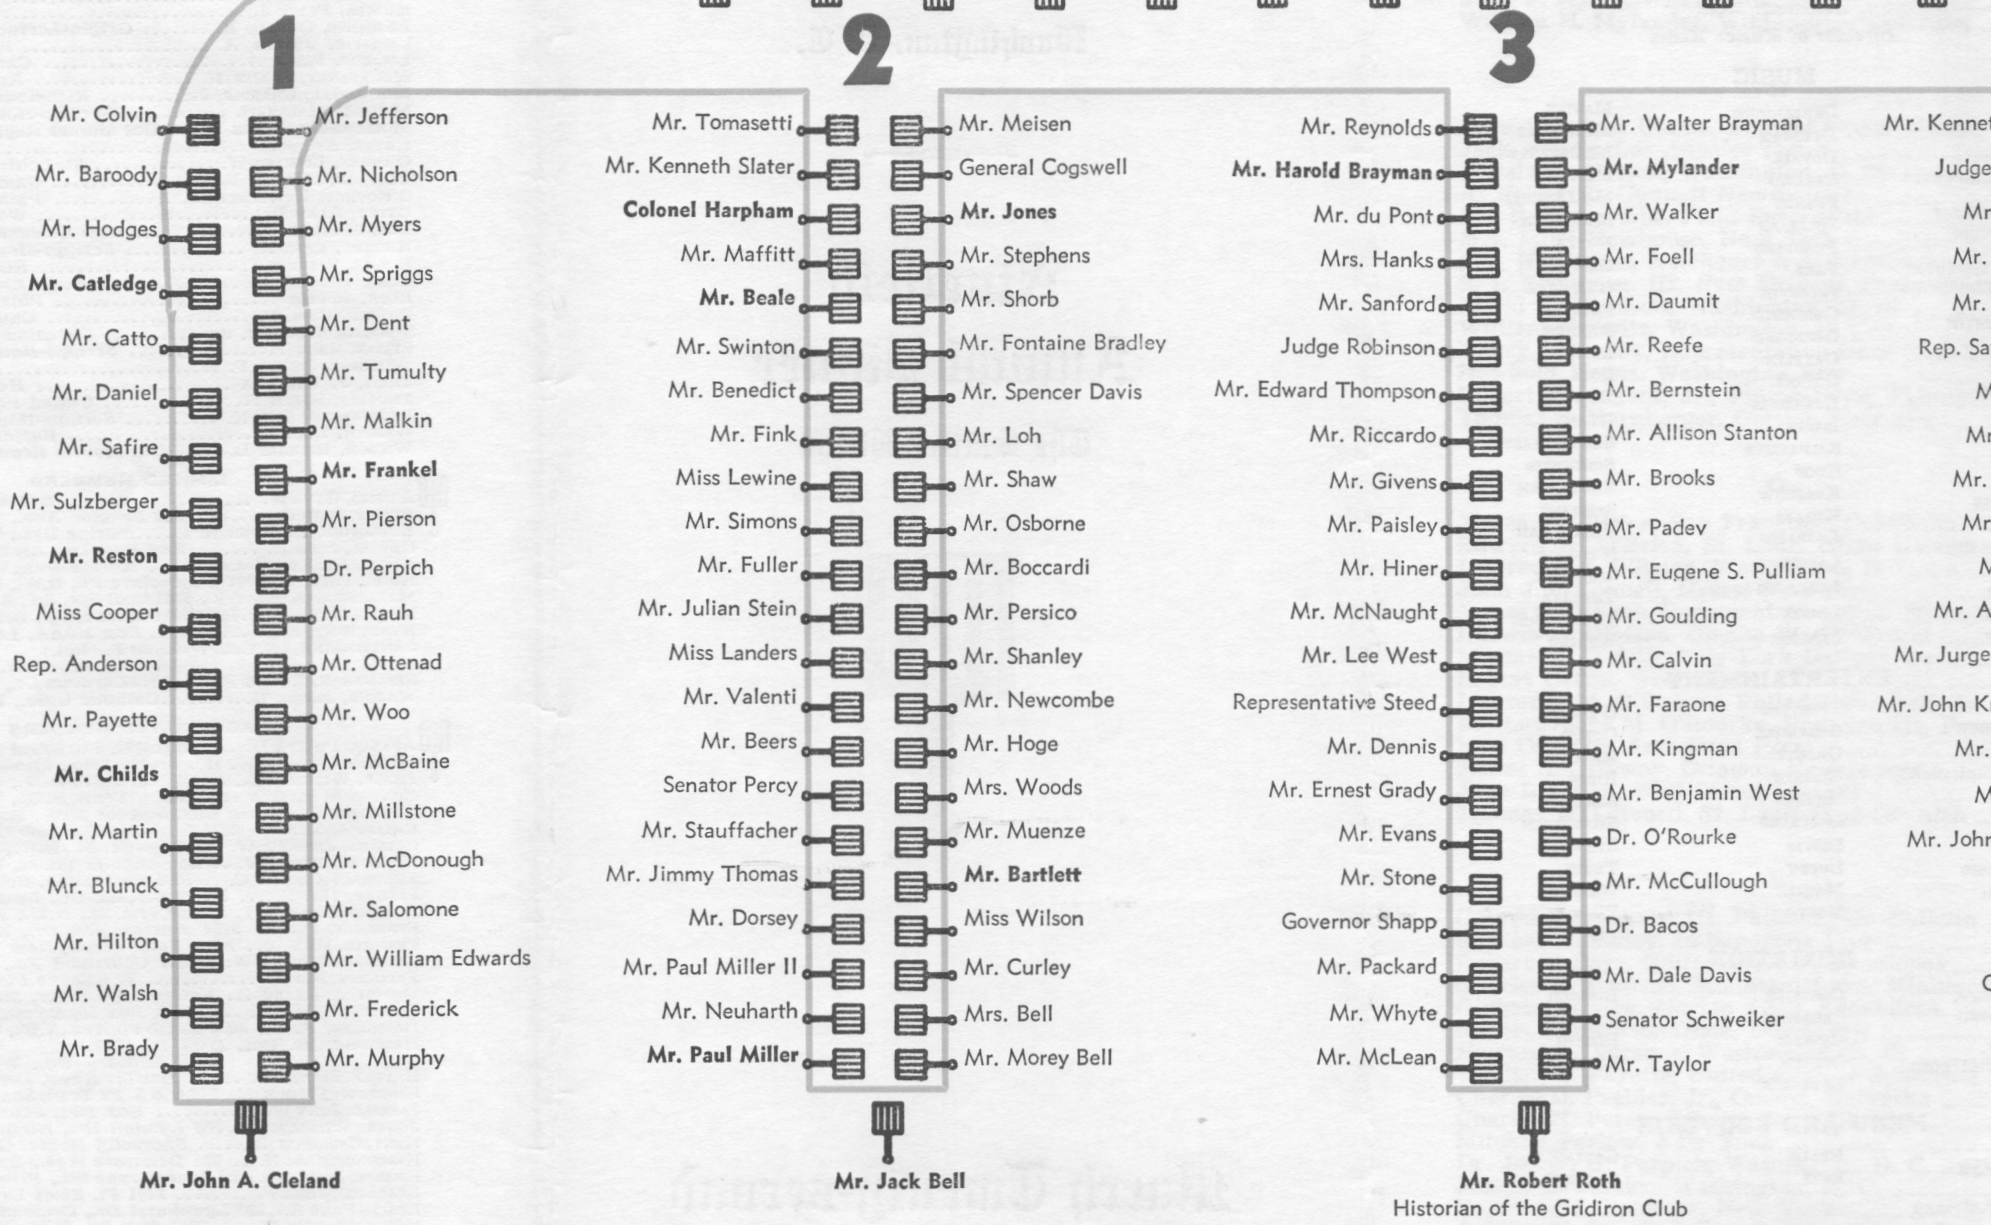 1
2
3
Mr. Colvin
Mr. Baroody
Mr. Hodges
Mr. Catledge
Mr. Catto
Mr. Daniel
Mr. Safire
Mr. Sulzberger
Mr. Reston
Miss Cooper
Rep. Anderson
Mr. Payette
Mr. Childs
Mr. Martin
Mr. Blunck
Mr. Hilton
Mr. Walsh
Mr. Brady
Mr. Jefferson
Mr. Nicholson
Mr. Myers
Mr. Spriggs
Mr. Dent
Mr. Tumulty
Mr. Malkin
Mr. Frankel
Mr. Pierson
Dr. Perpich
Mr. Rauh
Mr. Ottenad
Mr. Woo
Mr. McBaine
Mr. Millstone
Mr. McDonough
Mr. Salomone
Mr. William Edwards
Mr. Frederick
Mr. Murphy
Mr. John A. Cleland
Mr. Tomasetti
Mr. Kenneth Slater
Colonel Harpham
Mr. Maffitt
Mr. Beale
Mr. Swinton
Mr. Benedict
Mr. Fink
Miss Lewine
Mr. Simons
Mr. Fuller
Mr. Julian Stein
Miss Landers
Mr. Valenti
Mr. Beers
Senator Percy
Mr. Stauffacher
Mr. Jimmy Thomas
Mr. Dorsey
Mr. Paul Miller II
Mr. Neuharth
Mr. Paul Miller
Mr. Meisen
General Cogswell
Mr. Jones
Mr. Stephens
Mr. Shorb
Mr. Fontaine Bradley
Mr. Spencer Davis
Mr. Loh
Mr. Shaw
Mr. Osborne
Mr. Boccardi
Mr. Persico
Mr. Shanley
Mr. Newcombe
Mr. Hoge
Mrs. Woods
Mr. Muenze
Mr. Bartlett
Miss Wilson
Mr. Curley
Mrs. Bell
Mr. Morey Bell
Mr. Jack Bell
Mr. Reynolds
Mr. Harold Brayman
Mr. du Pont
Mrs. Hanks
Mr. Sanford
Judge Robinson
Mr. Edward Thompson
Mr. Riccardo
Mr. Givens
Mr. Paisley
Mr. Hiner
Mr. McNaught
Mr. Lee West
Representative Steed
Mr. Dennis
Mr. Ernest Grady
Mr. Evans
Mr. Stone
Governor Shapp
Mr. Packard
Mr. Whyte
Mr. McLean
Mr. Walter Brayman
Mr. Mylander
Mr. Walker
Mr. Foell
Mr. Daumit
Mr. Reefe
Mr. Bernstein
Mr. Allison Stanton
Mr. Brooks
Mr. Padev
Mr. Eugene S. Pulliam
Mr. Goulding
Mr. Calvin
Mr. Faraone
Mr. Kingman
Mr. Benjamin West
Dr. O'Rourke
Mr. McCullough
Dr. Bacos
Mr. Dale Davis
Senator Schweiker
Mr. Taylor
Mr. Robert Roth
Historian of the Gridiron Club
Mr.
Judge
Mr.
Mr.
Rep.
Mr.
Mr.
Mr.
Mr.
Mr. John
Mr.
Mr. John